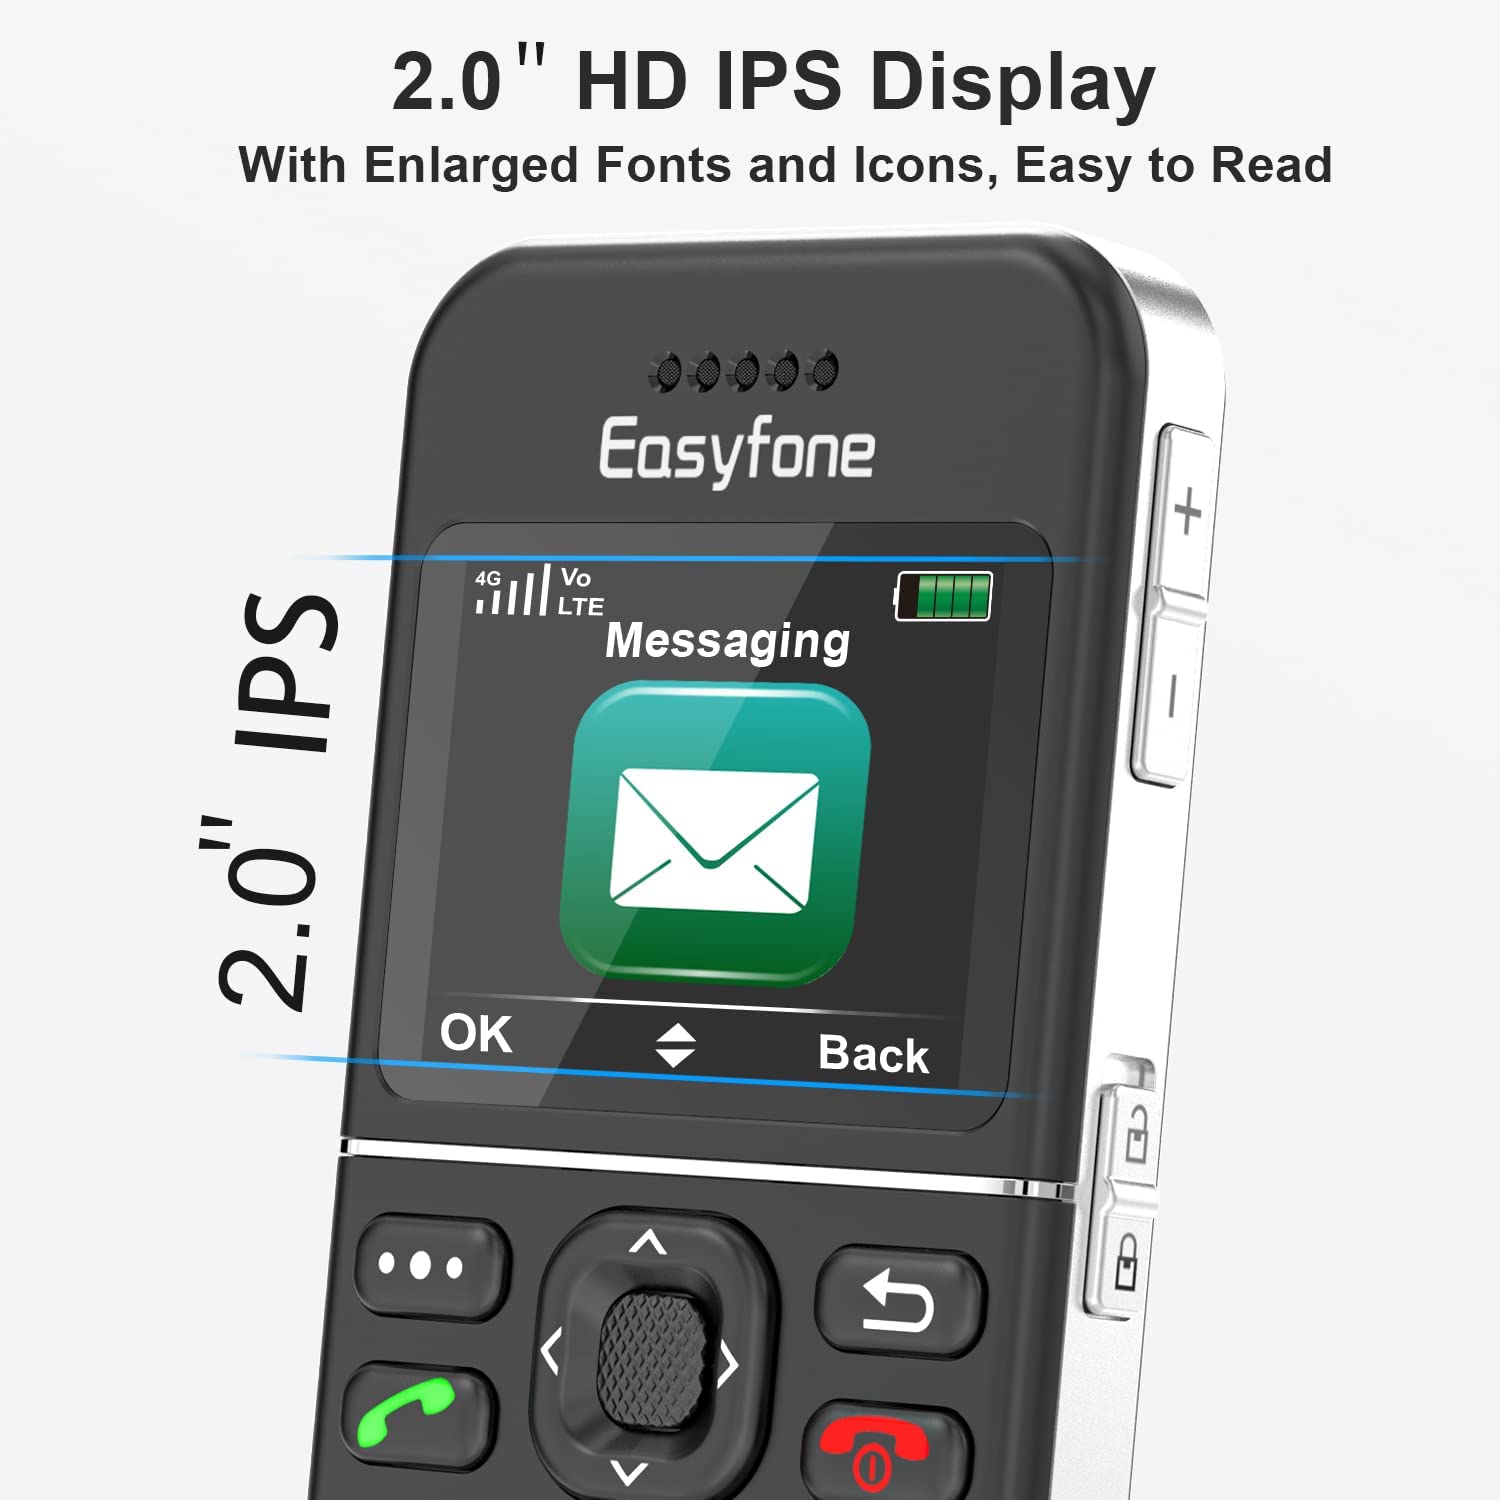 2.0" HD IPS Display
With Enlarged Fonts and Icons, Easy to Read
Easyfone
4G
Vo
LTE
Messaging
OK
Back
2.0" IPS
+
-